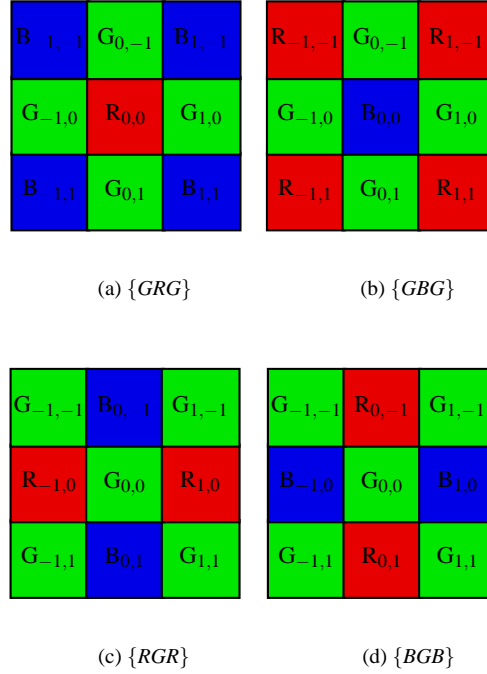 B₋₁,₋₁ G₀,₋₁ B₁,₋₁ R₋₁,₋₁ G₀,₋₁ R₁,₋₁
G₋₁,₀ R₀,₀ G₁,₀ G₋₁,₀ B₀,₀ G₁,₀
B₋₁,₁ G₀,₁ B₁,₁ R₋₁,₁ G₀,₁ R₁,₁
(a) {GRG} (b) {GBG}
G₋₁,₋₁ B₀,₋₁ G₁,₋₁ G₋₁,₋₁ R₀,₋₁ G₁,₋₁
R₋₁,₀ G₀,₀ R₁,₀ B₋₁,₀ G₀,₀ B₁,₀
G₋₁,₁ B₀,₁ G₁,₁ G₋₁,₁ R₀,₁ G₁,₁
(c) {RGR} (d) {BGB}